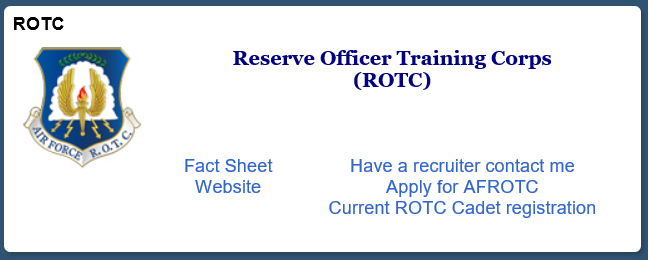 ROTC
Reserve Officer Training Corps
(ROTC)
AIR FORCE R. O. T. C.
Fact Sheet
Have a recruiter contact me
Website
Apply for AFROTC
Current ROTC Cadet registration